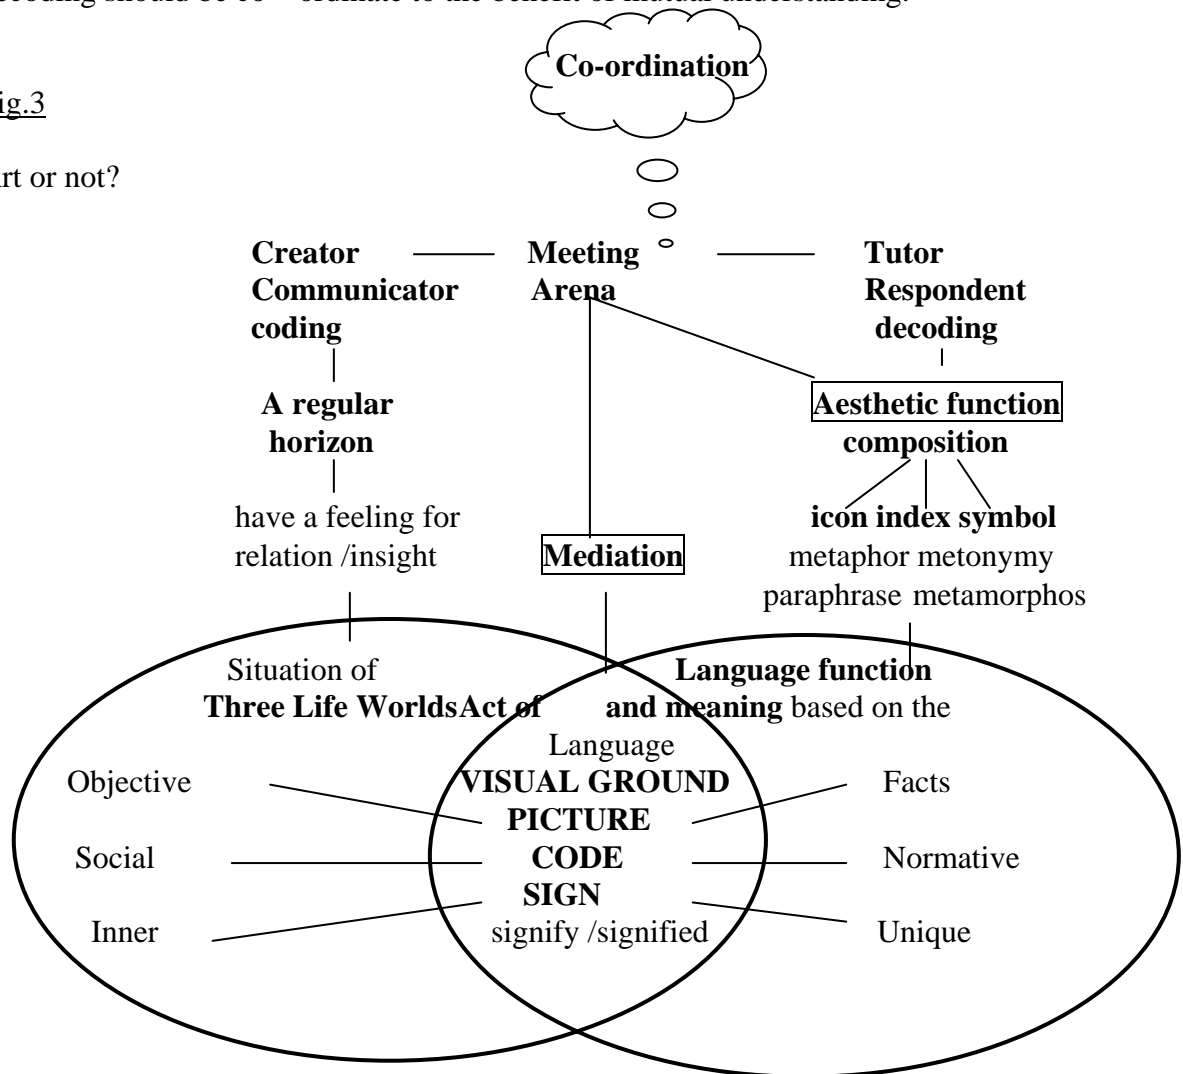 ecoding should be co – ordinate to the benefit of mutual understanding.
Co-ordination
ig.3
rt or not?
Creator Meeting Tutor
Communicator Arena Respondent
coding decoding
A regular Aesthetic function
horizon composition
have a feeling for icon index symbol
relation /insight Mediation metaphor metonymy
paraphrase metamorphos
Situation of Language function
Three Life Worlds Act of and meaning based on the
Language
Objective VISUAL GROUND Facts
PICTURE
Social CODE Normative
SIGN
Inner signify /signified Unique